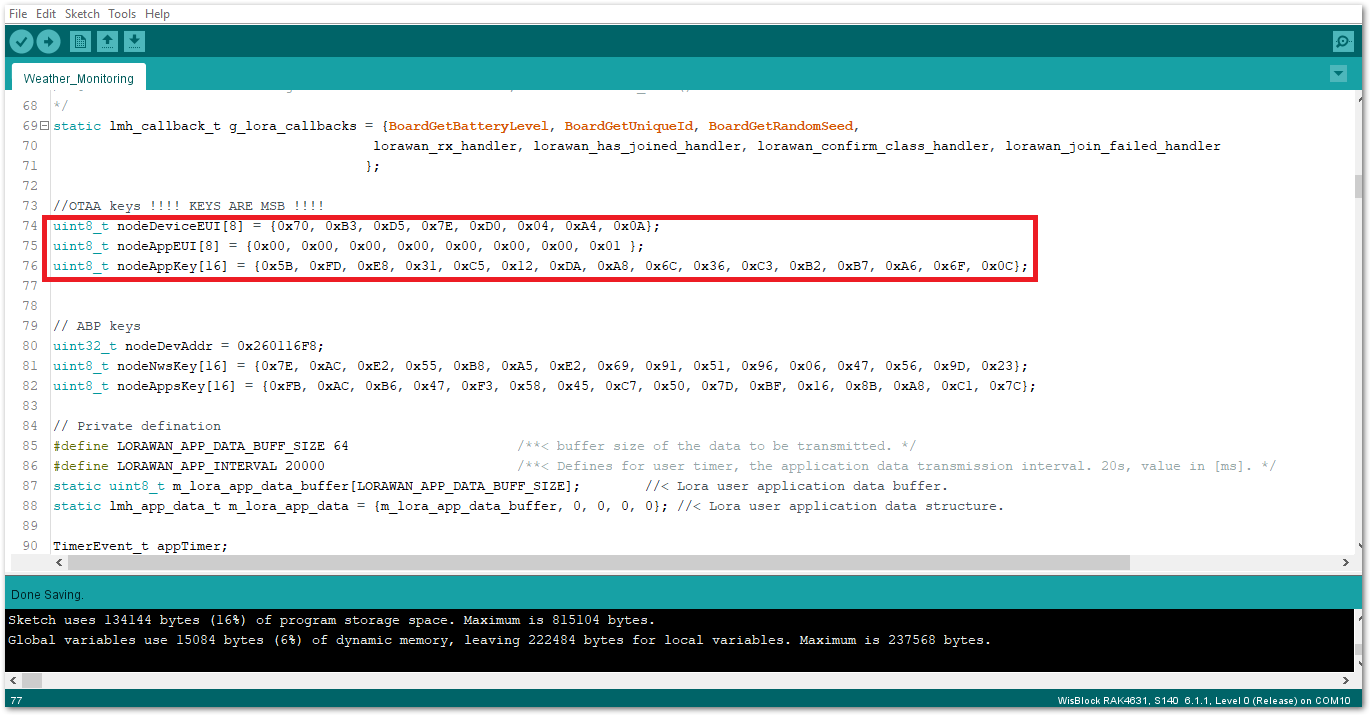 File Edit Sketch Tools Help
Weather_Monitoring
68 */
69 static lmh_callback_t g_lora_callbacks = {BoardGetBatteryLevel, BoardGetUniqueId, BoardGetRandomSeed,
70 lorawan_rx_handler, lorawan_has_joined_handler, lorawan_confirm_class_handler, lorawan_join_failed_handler
71 };
72
73 //OTAA keys !!!! KEYS ARE MSB !!!!
74 uint8_t nodeDeviceEUI[8] = {0x70, 0xB3, 0xD5, 0x7E, 0xD0, 0x04, 0xA4, 0x0A};
75 uint8_t nodeAppEUI[8] = {0x00, 0x00, 0x00, 0x00, 0x00, 0x00, 0x00, 0x01 };
76 uint8_t nodeAppKey[16] = {0x5B, 0xFD, 0xE8, 0x31, 0xC5, 0x12, 0xDA, 0xA8, 0x6C, 0x36, 0xC3, 0xB2, 0xB7, 0xA6, 0x6F, 0x0C};
77
78
79 // ABP keys
80 uint32_t nodeDevAddr = 0x260116F8;
81 uint8_t nodeNwsKey[16] = {0x7E, 0xAC, 0xE2, 0x55, 0xB8, 0xA5, 0xE2, 0x69, 0x91, 0x51, 0x96, 0x06, 0x47, 0x56, 0x9D, 0x23};
82 uint8_t nodeAppsKey[16] = {0xFB, 0xAC, 0xB6, 0x47, 0xF3, 0x58, 0x45, 0xC7, 0x50, 0x7D, 0xBF, 0x16, 0x8B, 0xA8, 0xC1, 0x7C};
83
84 // Private defination
85 #define LORAWAN_APP_DATA_BUFF_SIZE 64 /**< buffer size of the data to be transmitted. */
86 #define LORAWAN_APP_INTERVAL 20000 /**< Defines for user timer, the application data transmission interval. 20s, value in [ms]. */
87 static uint8_t m_lora_app_data_buffer[LORAWAN_APP_DATA_BUFF_SIZE]; //< Lora user application data buffer.
88 static lmh_app_data_t m_lora_app_data = {m_lora_app_data_buffer, 0, 0, 0, 0}; //< Lora user application data structure.
89
90 TimerEvent_t appTimer;
Done Saving.
Sketch uses 134144 bytes (16%) of program storage space. Maximum is 815104 bytes.
Global variables use 15084 bytes (6%) of dynamic memory, leaving 222484 bytes for local variables. Maximum is 237568 bytes.
77 WisBlock RAK4631, S140 6.1.1, Level 0 (Release) on COM10